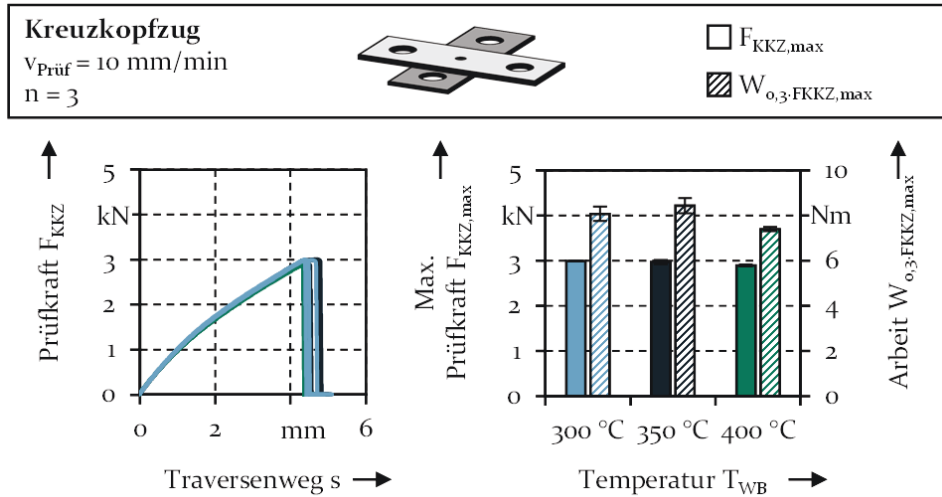 Kreuzkopfzug
vPrüf = 10 mm/min
n = 3
FKKZ,max
W0,3·FKKZ,max
Prüfkraft FKKZ
5
kN
3
2
1
0
0 2 mm 6
Traversenweg s
Max.
Prüfkraft FKKZ,max
5
kN
3
2
1
0
300 °C 350 °C 400 °C
Temperatur TWB
10
Nm
6
4
2
0
Arbeit W0,3·FKKZ,max